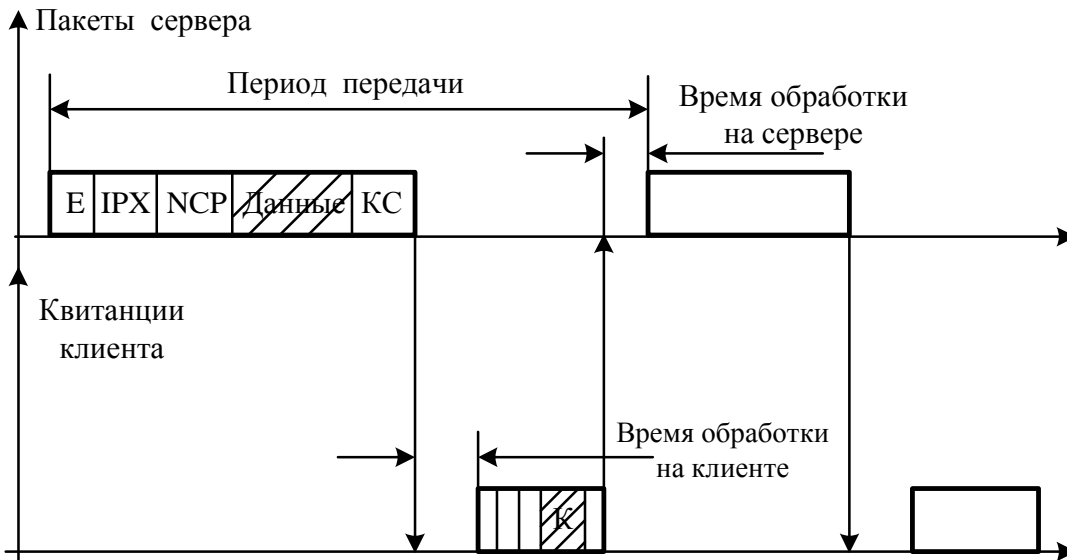 Пакеты сервера
Период передачи
Время обработки
на сервере
Е IPX NCP Данные КС
Квитанции
клиента
Время обработки
на клиенте
К